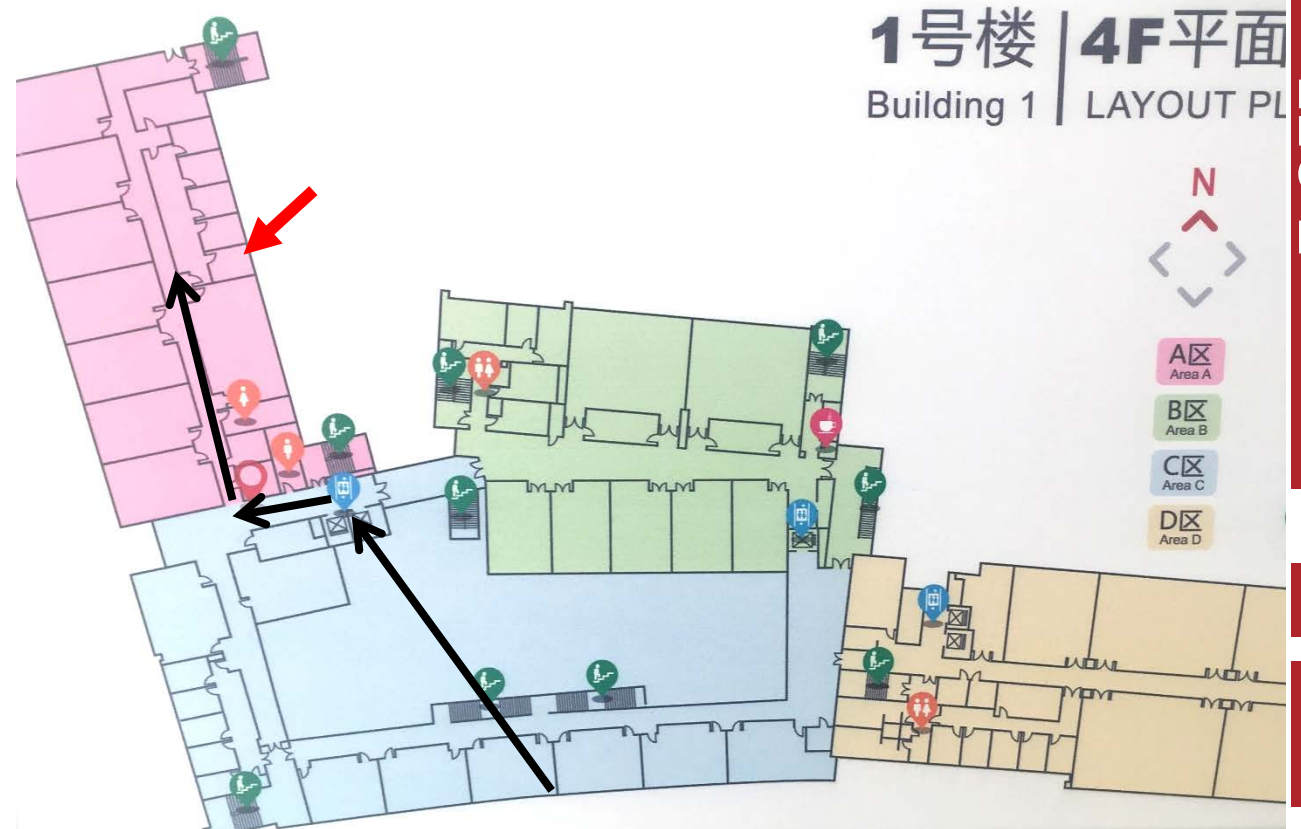 1号楼 4F平面
Building 1 LAYOUT PL
N
A区
Area A
B区
Area B
C区
Area C
D区
Area D